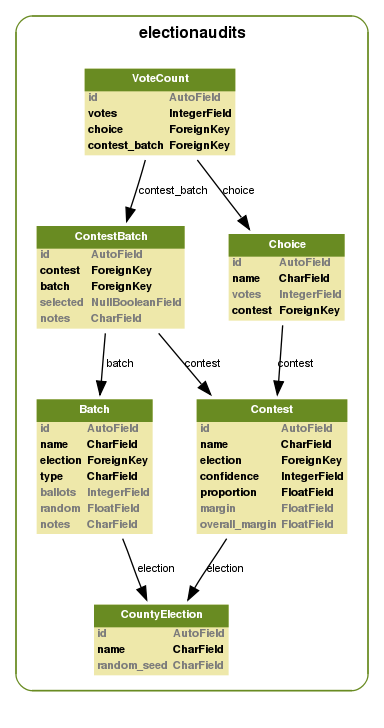 electionaudits
VoteCount
id AutoField
votes IntegerField
choice ForeignKey
contest_batch ForeignKey
contest_batch choice
ContestBatch
id AutoField
contest ForeignKey
batch ForeignKey
selected NullBooleanField
notes CharField
Choice
id AutoField
name CharField
votes IntegerField
contest ForeignKey
batch contest contest
Batch
id AutoField
name CharField
election ForeignKey
type CharField
ballots IntegerField
random FloatField
notes CharField
Contest
id AutoField
name CharField
election ForeignKey
confidence IntegerField
proportion FloatField
margin FloatField
overall_margin FloatField
election election
CountyElection
id AutoField
name CharField
random_seed CharField